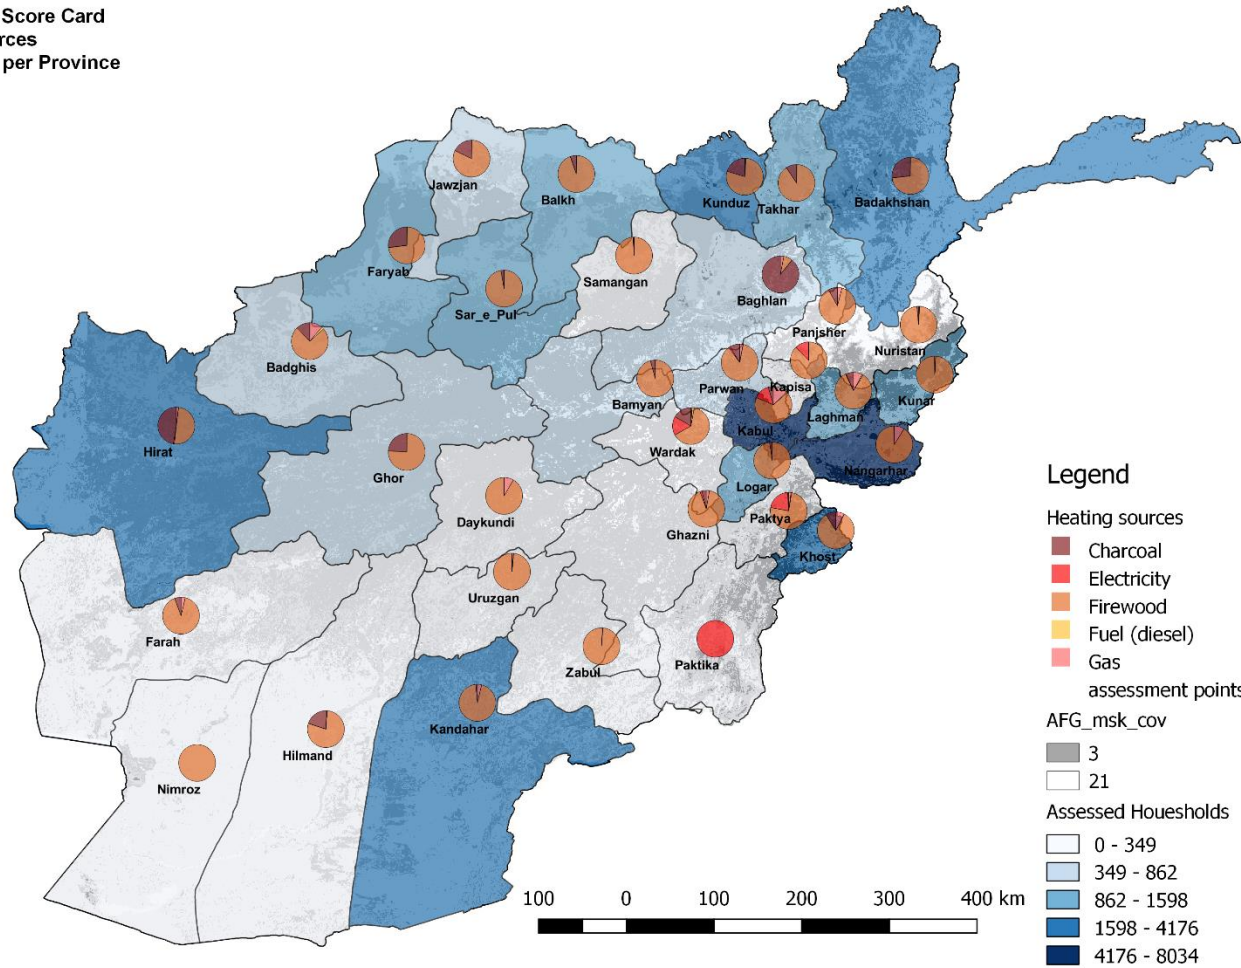 Score Card
rces
per Province
Jawzjan
Balkh
Kunduz
Takhar
Badakhshan
Faryab
Samangan
Sar_e_Pul
Baghlan
Panjsher
Nuristan
Badghis
Parwan
Kapisa
Bamyan
Laghman
Kunar
Kabul
Hirat
Wardak
Nangarhar
Ghor
Logar
Daykundi
Paktya
Ghazni
Khost
Uruzgan
Farah
Paktika
Zabul
Kandahar
Hilmand
Nimroz
100 0 100 200 300 400 km
Legend
Heating sources
Charcoal
Electricity
Firewood
Fuel (diesel)
Gas
assessment points
AFG_msk_cov
3
21
Assessed Houesholds
0 - 349
349 - 862
862 - 1598
1598 - 4176
4176 - 8034